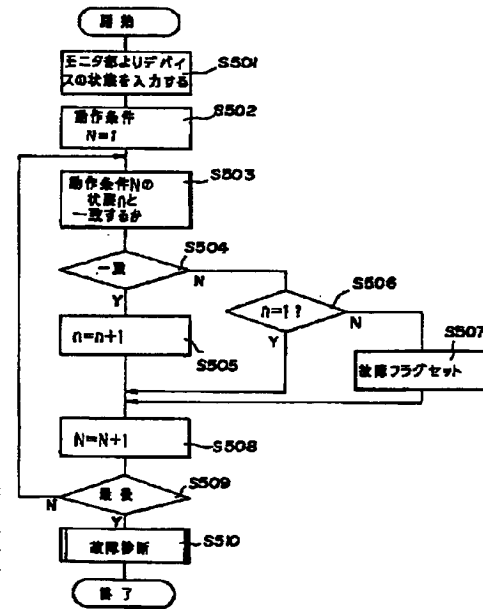 開始
モニタ部よりデバイ
スの状態を入力する
S501
動作条件
N=1
S502
動作条件Nの
状態nと
一致するか
S503
一致
S504
N
Y
n=1?
S506
N
Y
n=n+1
S505
故障フラグセット
S507
N=N+1
S508
最後
S509
N
Y
故障診断
S510
終了